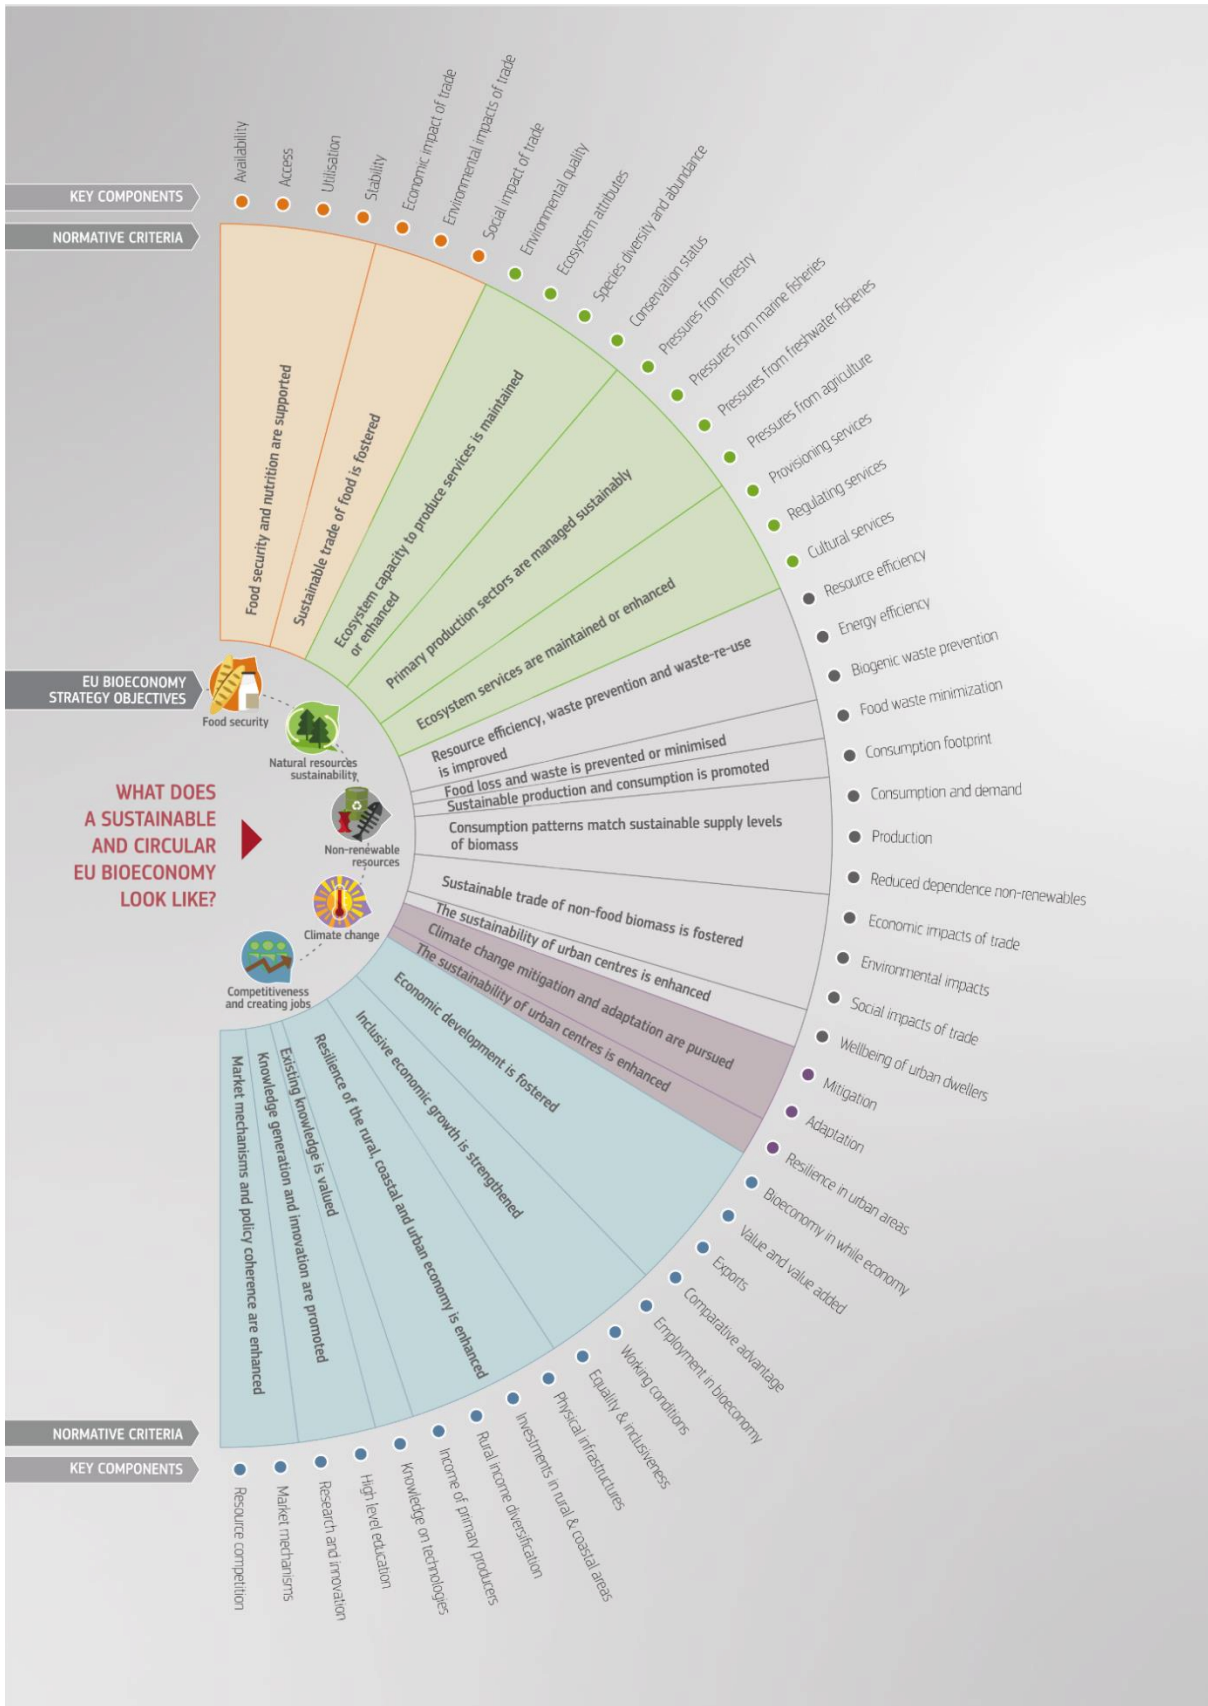 KEY COMPONENTS
NORMATIVE CRITERIA
Availability
Access
Utilisation
Stability
Economic impact of trade
Environmental impacts of trade
Social impact of trade
Environmental quality
Ecosystem attributes
Species diversity and abundance
Conservation status
Pressures from forestry
Pressures from marine fisheries
Pressures from freshwater fisheries
Pressures from agriculture
Provisioning services
Regulating services
Cultural services
Resource efficiency
Energy efficiency
Biogenic waste prevention
Food waste minimization
Consumption footprint
Consumption and demand
Production
Reduced dependence non-renewables
Economic impacts of trade
Environmental impacts
Social impacts of trade
Wellbeing of urban dwellers
Mitigation
Adaptation
Resilience in urban areas
Bioeconomy in while economy
Value and value added
Exports
Comparative advantage
Employment in bioeconomy
Working conditions
Equality & inclusiveness
Physical infrastructures
Investments in rural & coastal areas
Rural income diversification
Income of primary producers
Knowledge on technologies
High level education
Research and innovation
Market mechanisms
Resource competition
Food security and nutrition are supported
Sustainable trade of food is fostered
Ecosystem capacity to produce services is maintained
or enhanced
Primary production sectors are managed sustainably
Ecosystem services are maintained or enhanced
Resource efficiency, waste prevention and waste-re-use
is improved
Food loss and waste is prevented or minimised
Sustainable production and consumption is promoted
Consumption patterns match sustainable supply levels
of biomass
Sustainable trade of non-food biomass is fostered
The sustainability of urban centres is enhanced
Climate change mitigation and adaptation are pursued
The sustainability of urban centres is enhanced
Economic development is fostered
Inclusive economic growth is strengthened
Resilience of the rural, coastal and urban economy is enhanced
Existing knowledge is valued
Knowledge generation and innovation are promoted
Market mechanisms and policy coherence are enhanced
EU BIOECONOMY
STRATEGY OBJECTIVES
Food security
Natural resources
sustainability
Non-renewable
resources
Climate change
Competitiveness
and creating jobs
WHAT DOES
A SUSTAINABLE
AND CIRCULAR
EU BIOECONOMY
LOOK LIKE?
NORMATIVE CRITERIA
KEY COMPONENTS